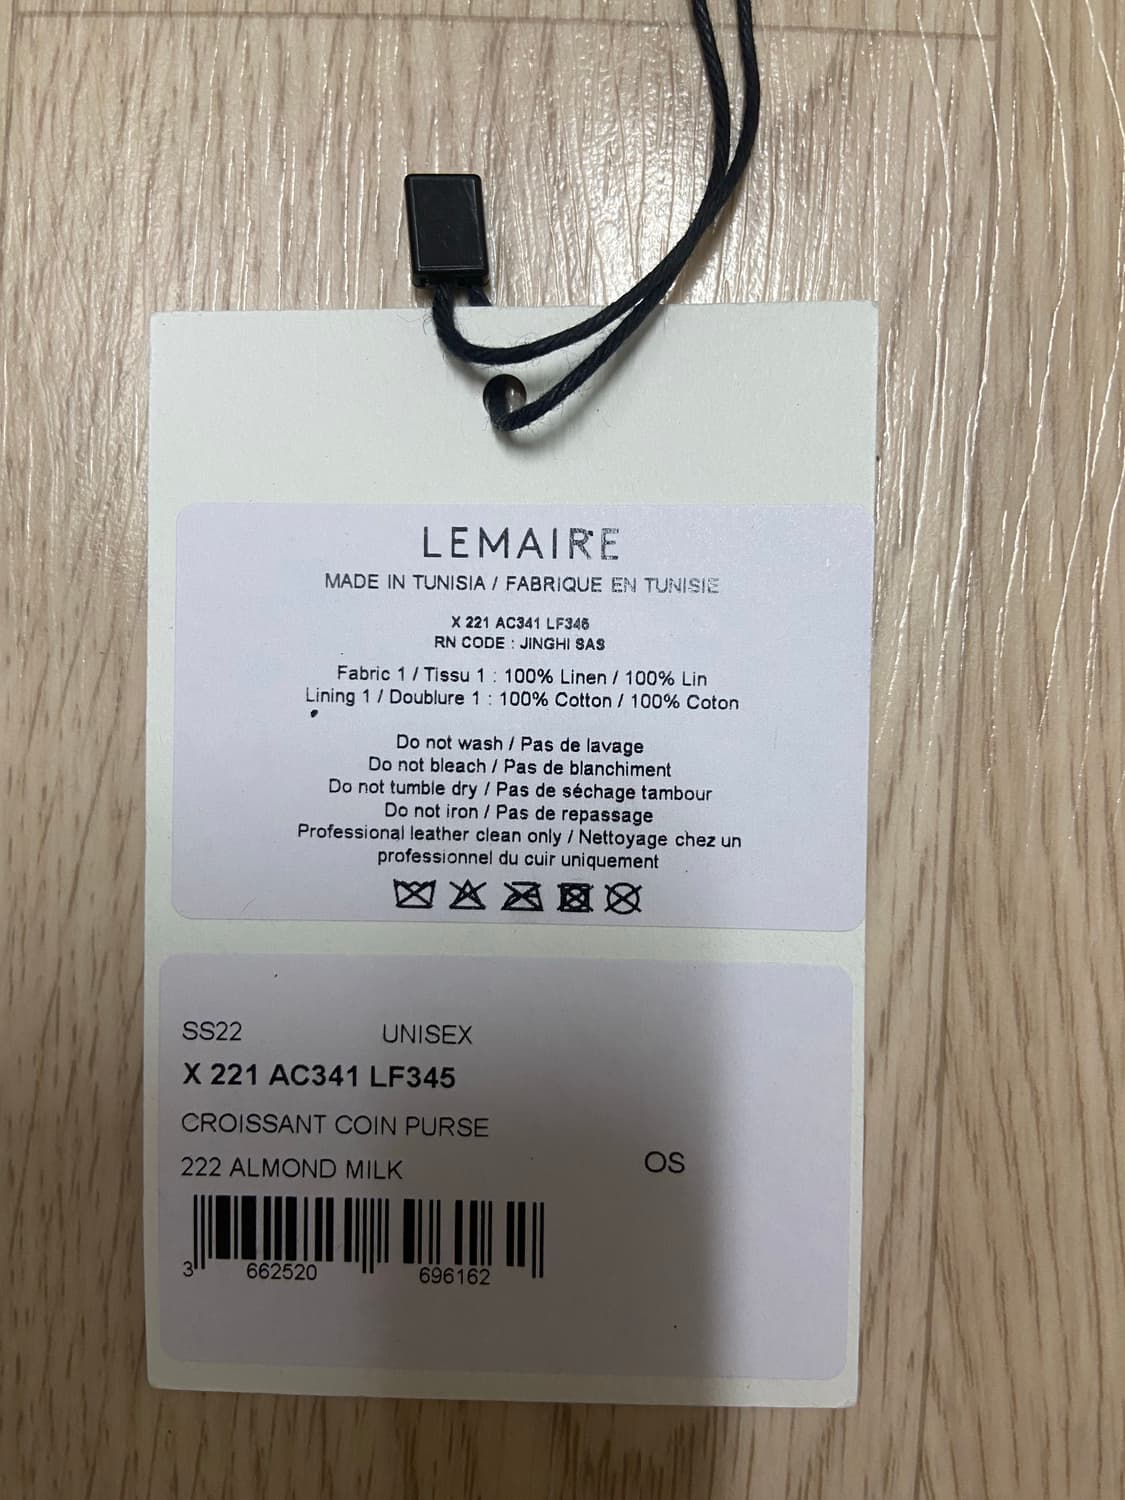 LEMAIRE
MADE IN TUNISIA / FABRIQUE EN TUNISIE
X 221 AC341 LF345
RN CODE : JINGHI SAS
Fabric 1 / Tissu 1 : 100% Linen / 100% Lin
Lining 1 / Doublure 1 : 100% Cotton / 100% Coton
Do not wash / Pas de lavage
Do not bleach / Pas de blanchiment
Do not tumble dry / Pas de séchage tambour
Do not iron / Pas de repassage
Professional leather clean only / Nettoyage chez un
professionnel du cuir uniquement
SS22 UNISEX
X 221 AC341 LF345
CROISSANT COIN PURSE
222 ALMOND MILK OS
3 662520 696162